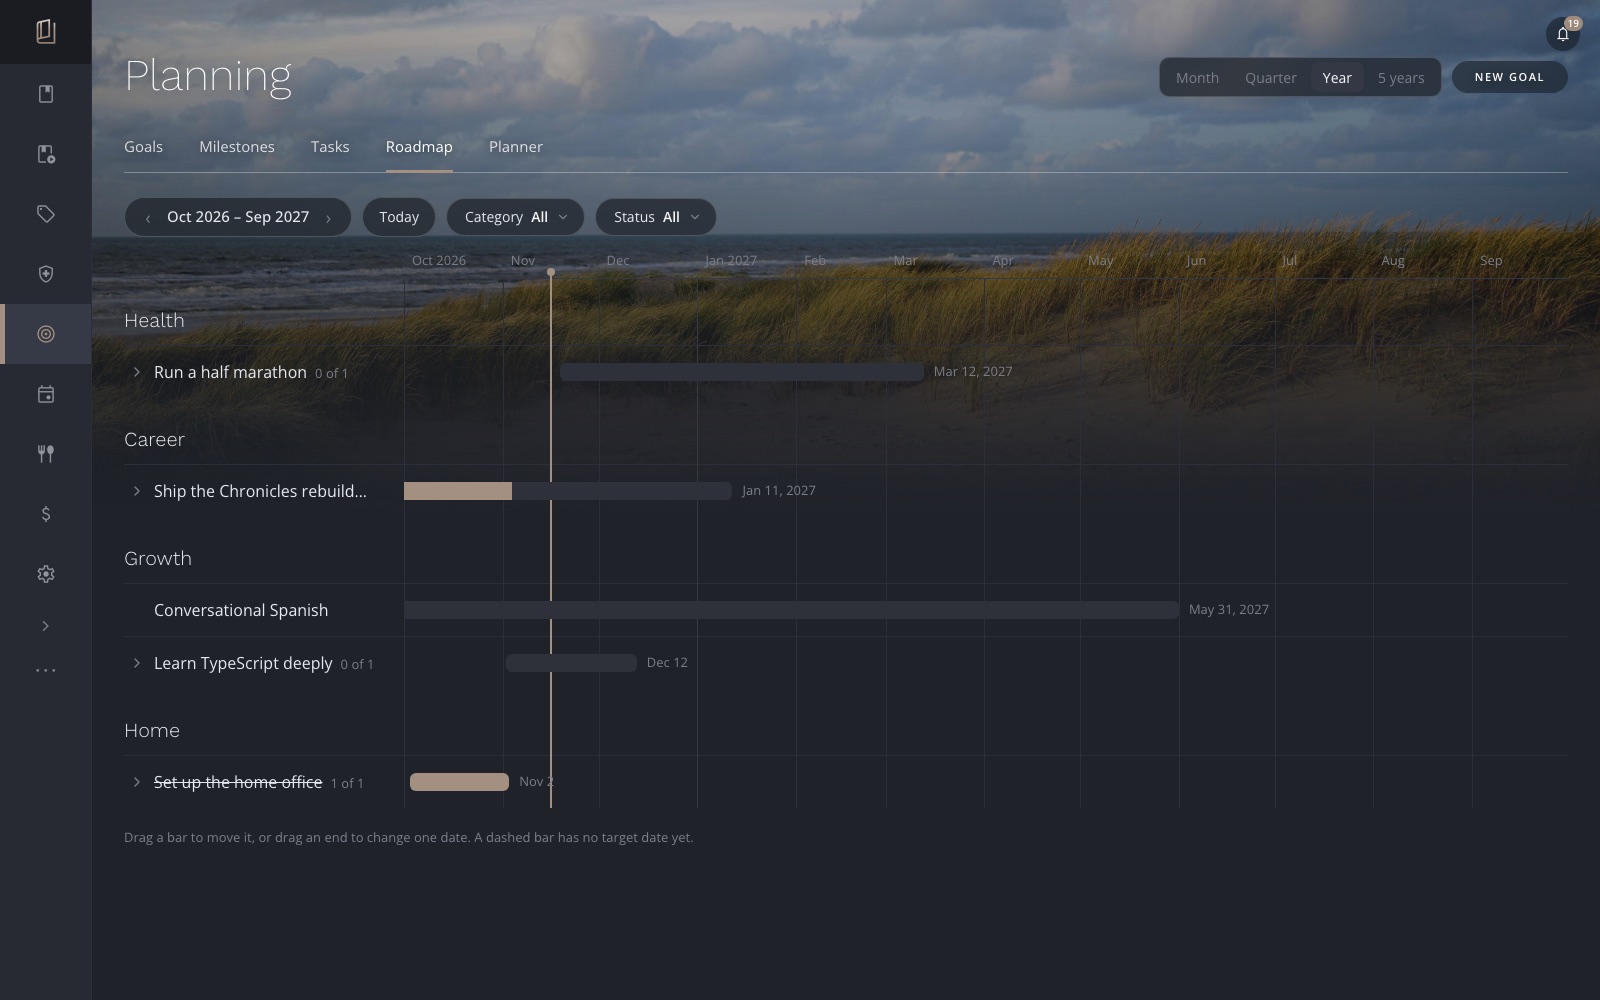 19
Planning
Month Quarter Year 5 years NEW GOAL
Goals Milestones Tasks Roadmap Planner
‹ Oct 2026 – Sep 2027 › Today Category All Status All
Oct 2026 Nov Dec Jan 2027 Feb Mar Apr May Jun Jul Aug Sep
Health
Run a half marathon 0 of 1 Mar 12, 2027
Career
Ship the Chronicles rebuild... Jan 11, 2027
Growth
Conversational Spanish May 31, 2027
Learn TypeScript deeply 0 of 1 Dec 12
Home
Set up the home office 1 of 1 Nov 2
Drag a bar to move it, or drag an end to change one date. A dashed bar has no target date yet.